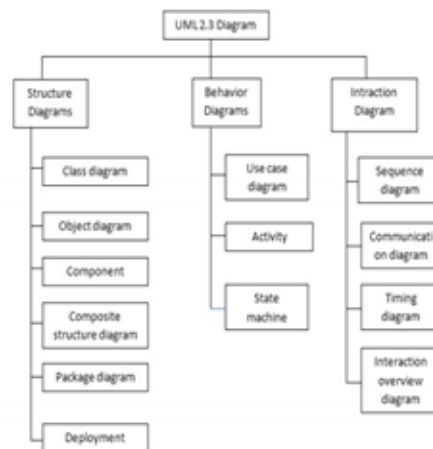 UML 2.3 Diagram
Structure
Diagrams
Class diagram
Object diagram
Component
Composite
structure diagram
Package diagram
Deployment
Behavior
Diagrams
Use case
diagram
Activity
State
machine
Intraction
Diagram
Sequence
diagram
Communicati
on diagram
Timing
diagram
Interaction
overview
diagram